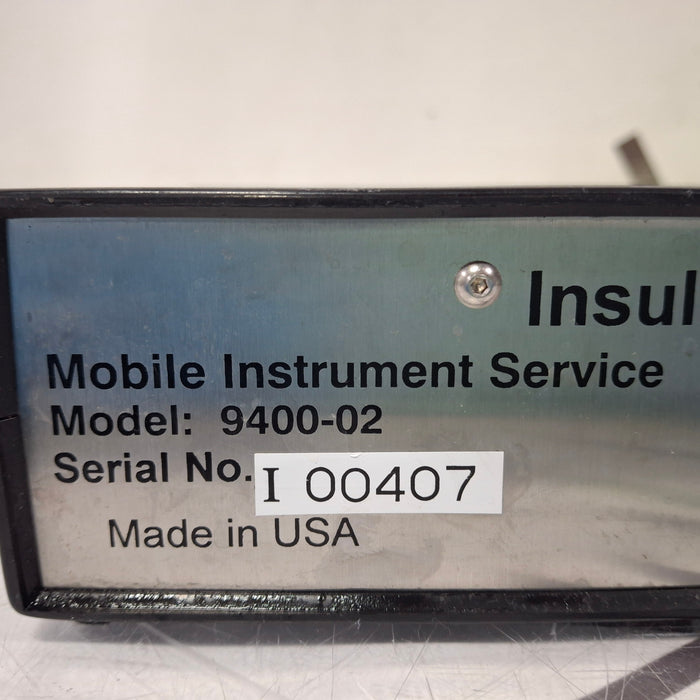 Insul
Mobile Instrument Service
Model: 9400-02
Serial No. I 00407
Made in USA